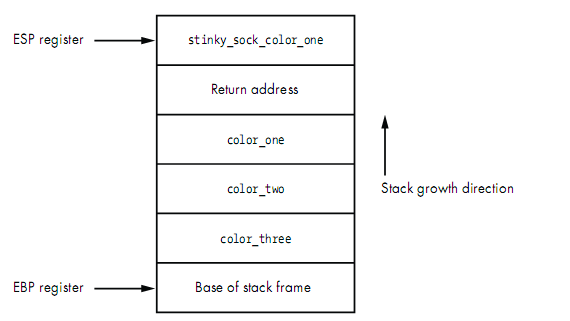 ESP register
stinky_sock_color_one
Return address
color_one
color_two
Stack growth direction
color_three
EBP register
Base of stack frame